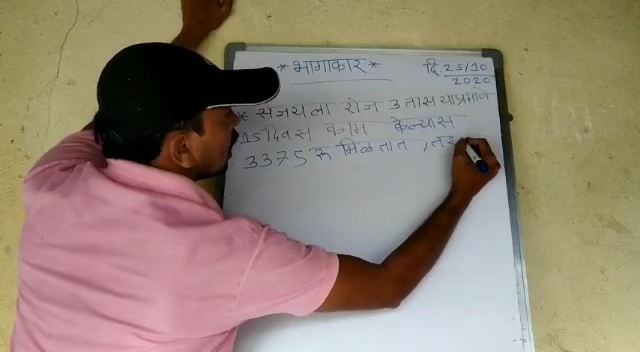 * भागाकार *
दि 25/10
2020
* संजयला रोज 3 तास याप्रमाणे
15 दिवस काम केल्यास
3375 रू मिळतात , तर